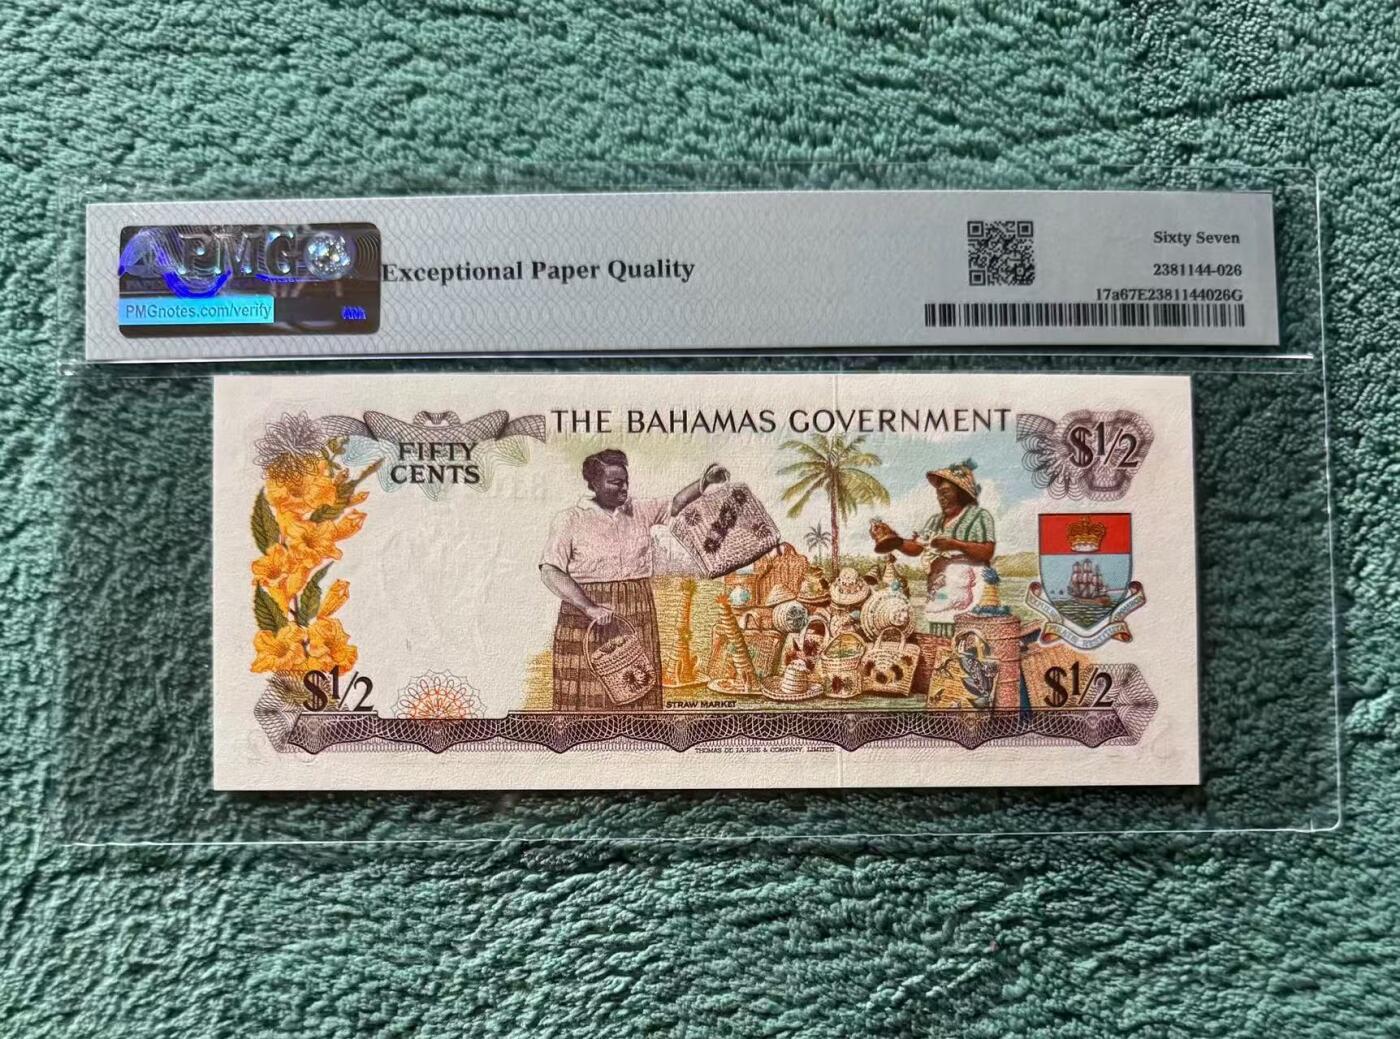 PMG
PMGnotes.com/verify
Exceptional Paper Quality
Sixty Seven
2381144-026
17a67E2381144026G
THE BAHAMAS GOVERNMENT
FIFTY
CENTS
$1/2
$1/2
STRAW MARKET
$1/2
THOMAS DE LA RUE & COMPANY, LIMITED